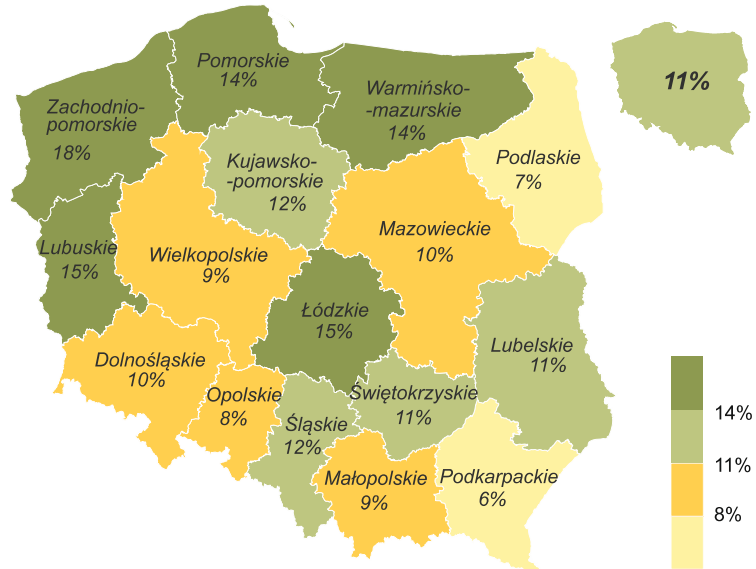 Pomorskie
14%
11%
Warmińsko-
-mazurskie
14%
Zachodnio-
pomorskie
18%
Podlaskie
7%
Kujawsko-
-pomorskie
12%
Mazowieckie
10%
Lubuskie
15%
Wielkopolskie
9%
Łódzkie
15%
Lubelskie
11%
Dolnośląskie
10%
Opolskie
8%
Świętokrzyskie
11%
Śląskie
12%
Małopolskie
9%
Podkarpackie
6%
14%
11%
8%